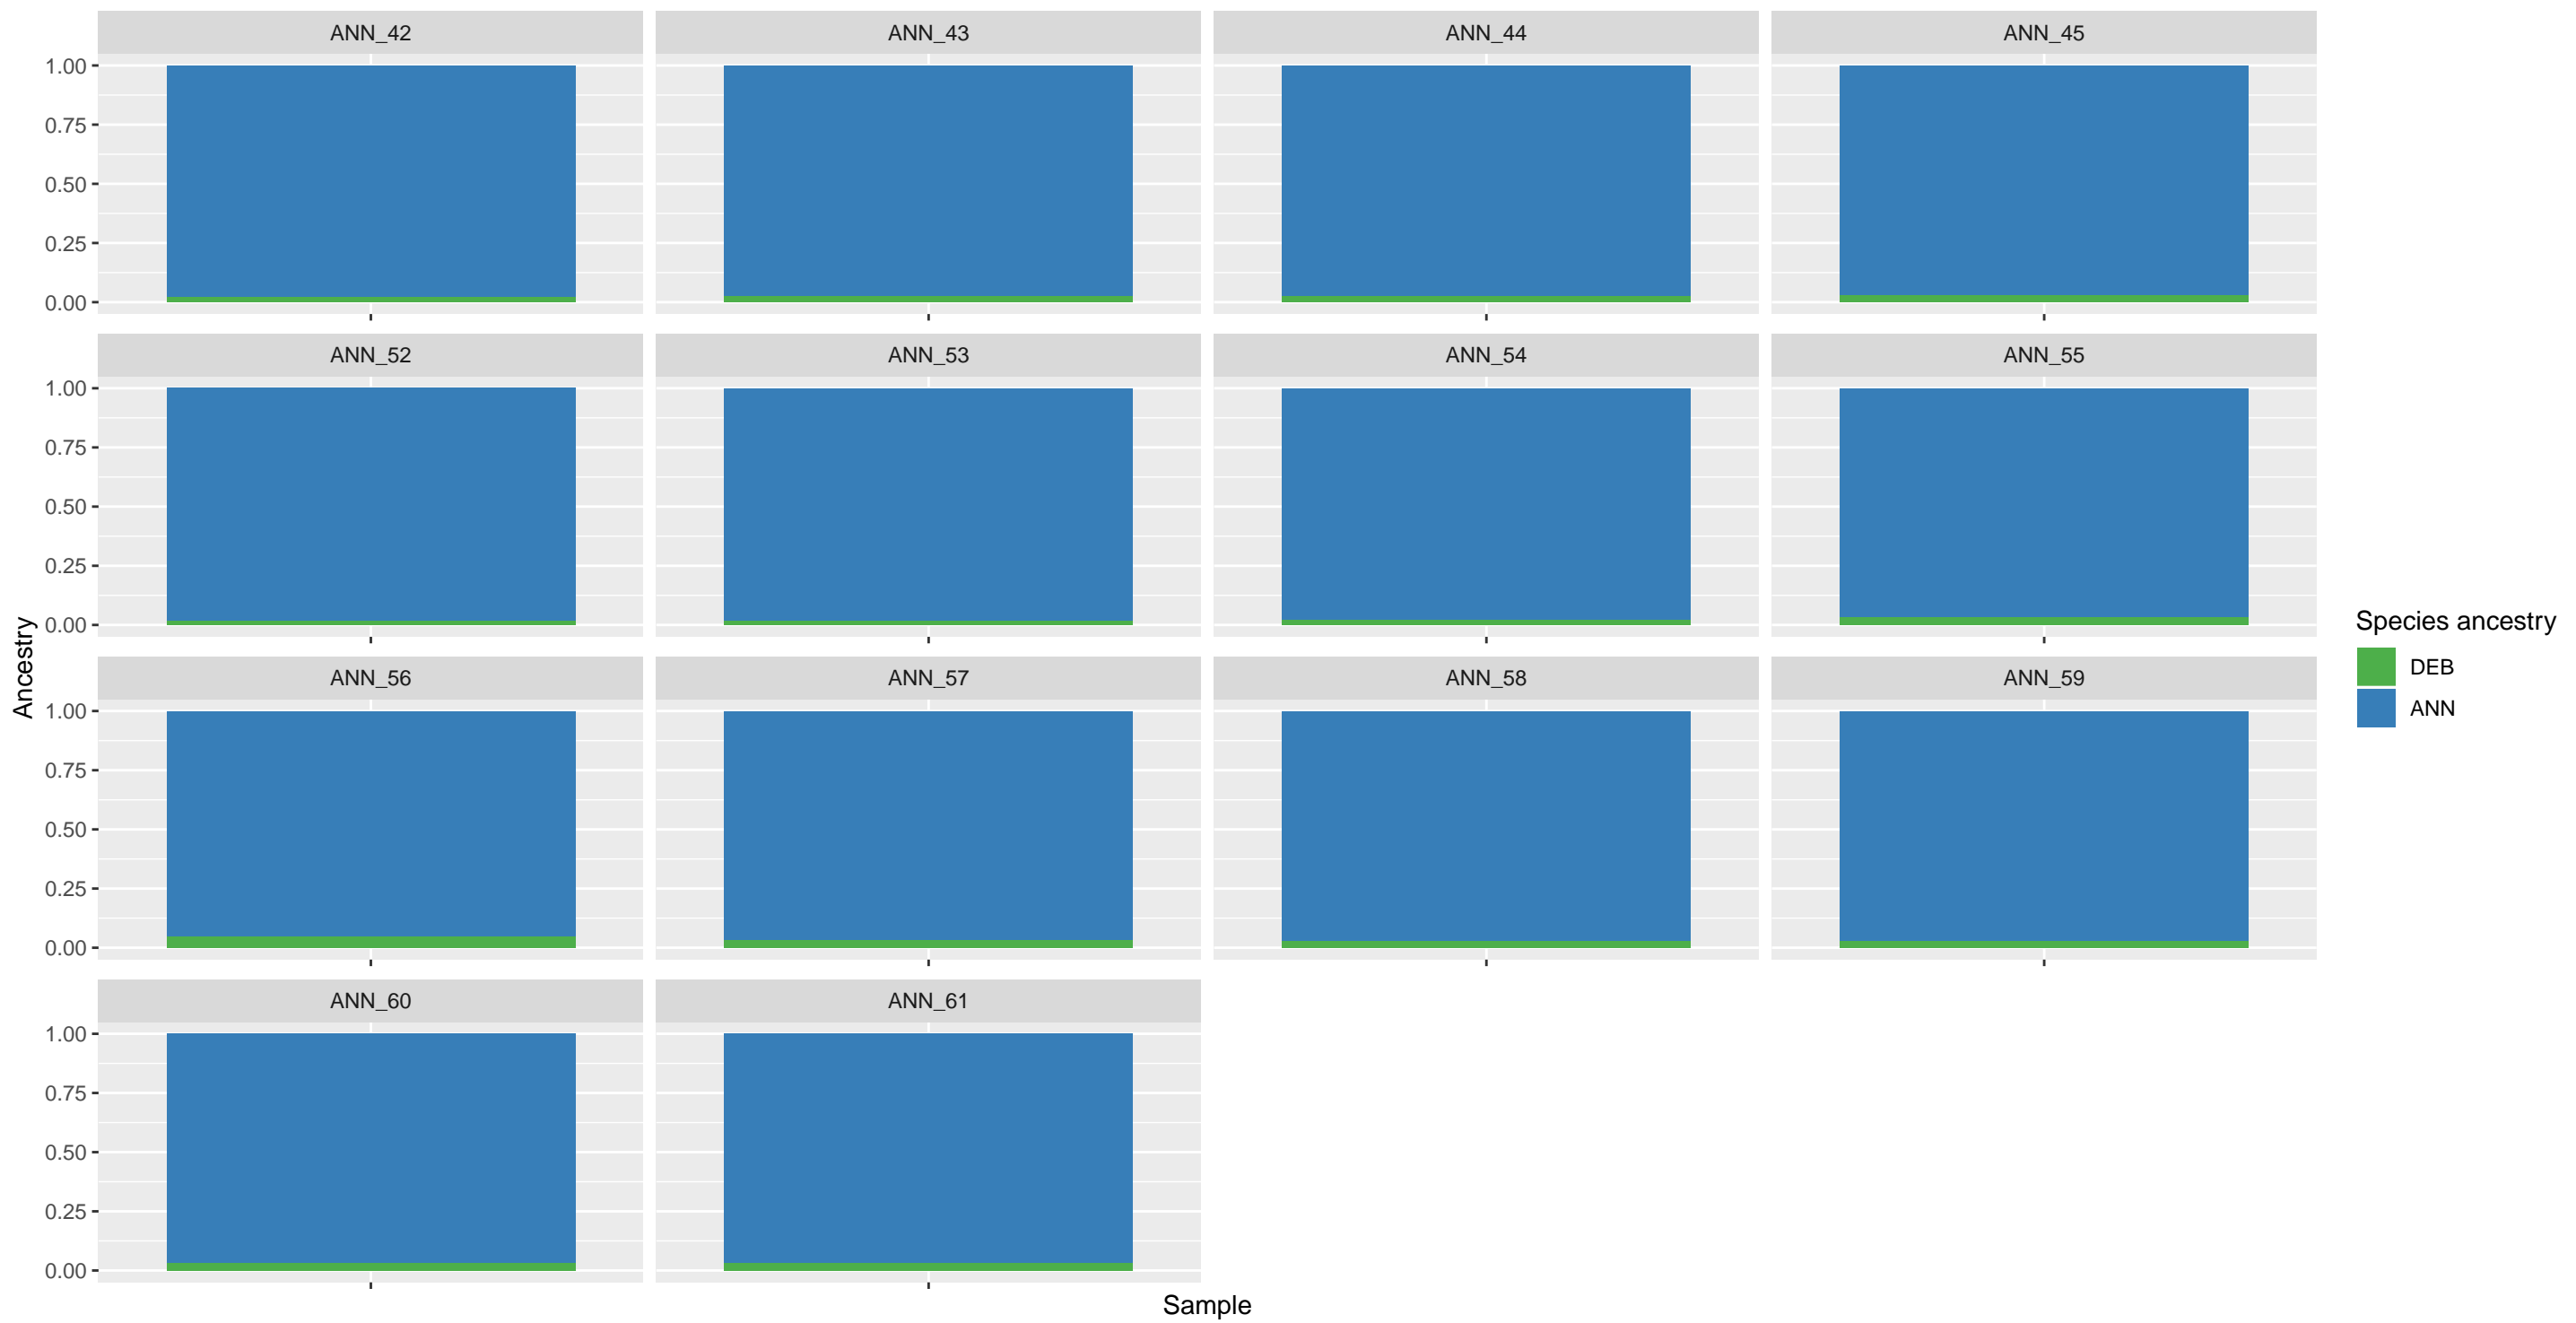 ANN_42 ANN_43 ANN_44 ANN_45
1.00
0.75
0.50
0.25
0.00
ANN_52 ANN_53 ANN_54 ANN_55
1.00
0.75
0.50
0.25
0.00
ANN_56 ANN_57 ANN_58 ANN_59
1.00
0.75
0.50
0.25
0.00
ANN_60 ANN_61
1.00
0.75
0.50
0.25
0.00
Ancestry
Sample
Species ancestry
DEB
ANN